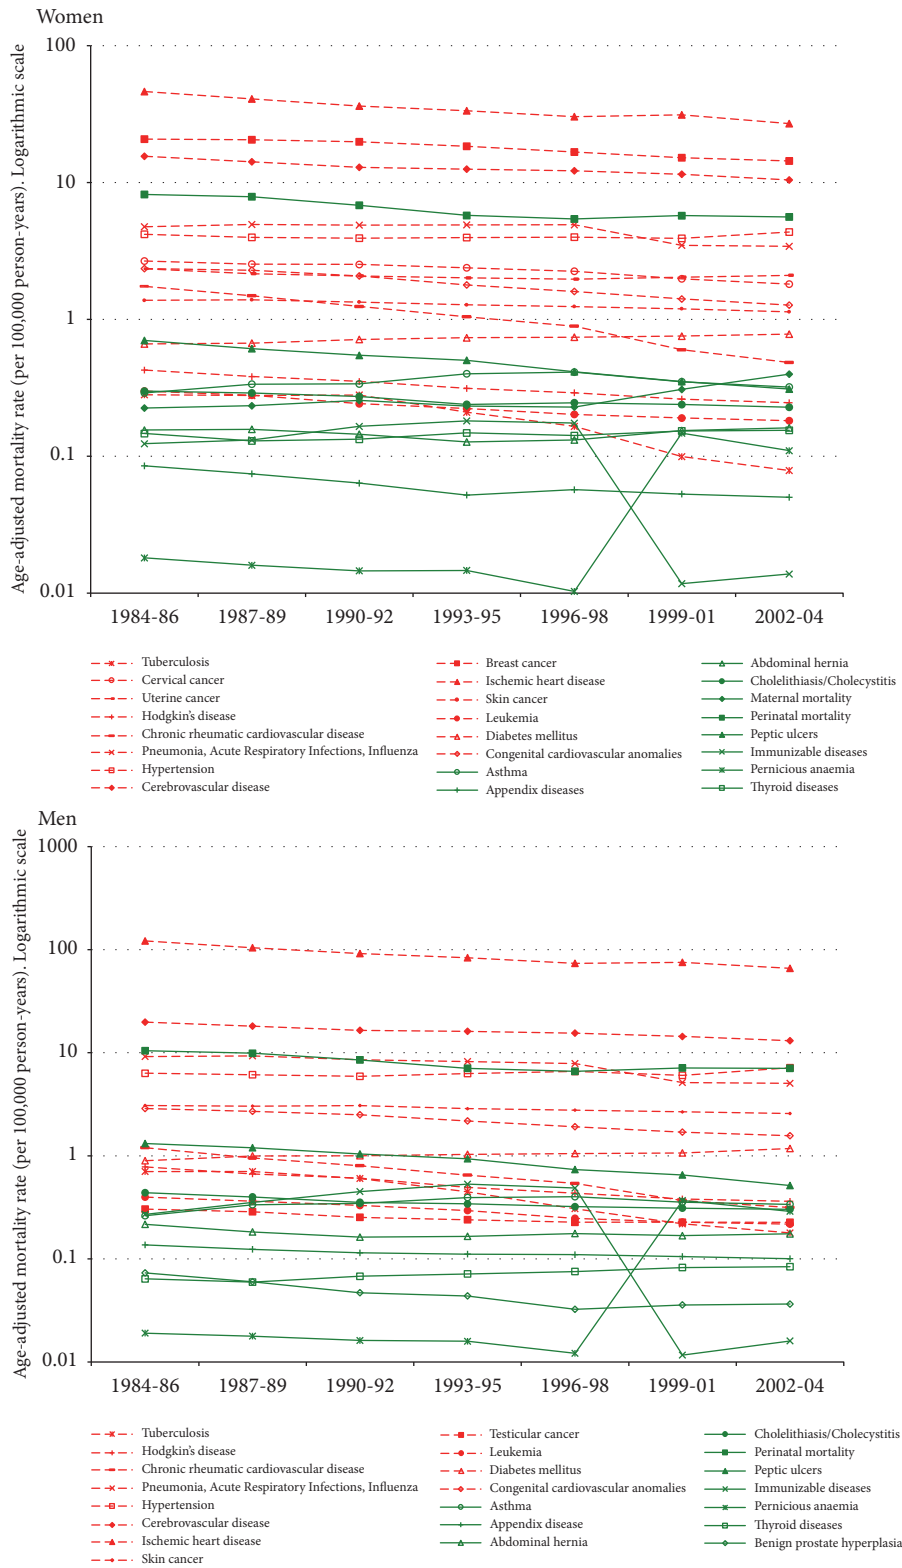 Women
Age-adjusted mortality rate (per 100,000 person-years). Logarithmic scale
100
10
1
0.1
0.01
1984-86 1987-89 1990-92 1993-95 1996-98 1999-01 2002-04
Tuberculosis
Cervical cancer
Uterine cancer
Hodgkin's disease
Chronic rheumatic cardiovascular disease
Pneumonia, Acute Respiratory Infections, Influenza
Hypertension
Cerebrovascular disease
Breast cancer
Ischemic heart disease
Skin cancer
Leukemia
Diabetes mellitus
Congenital cardiovascular anomalies
Asthma
Appendix diseases
Abdominal hernia
Cholelithiasis/Cholecystitis
Maternal mortality
Perinatal mortality
Peptic ulcers
Immunizable diseases
Pernicious anaemia
Thyroid diseases
Men
Age-adjusted mortality rate (per 100,000 person-years). Logarithmic scale
1000
100
10
1
0.1
0.01
1984-86 1987-89 1990-92 1993-95 1996-98 1999-01 2002-04
Tuberculosis
Hodgkin's disease
Chronic rheumatic cardiovascular disease
Pneumonia, Acute Respiratory Infections, Influenza
Hypertension
Cerebrovascular disease
Ischemic heart disease
Skin cancer
Testicular cancer
Leukemia
Diabetes mellitus
Congenital cardiovascular anomalies
Asthma
Appendix disease
Abdominal hernia
Cholelithiasis/Cholecystitis
Perinatal mortality
Peptic ulcers
Immunizable diseases
Pernicious anaemia
Thyroid diseases
Benign prostate hyperplasia